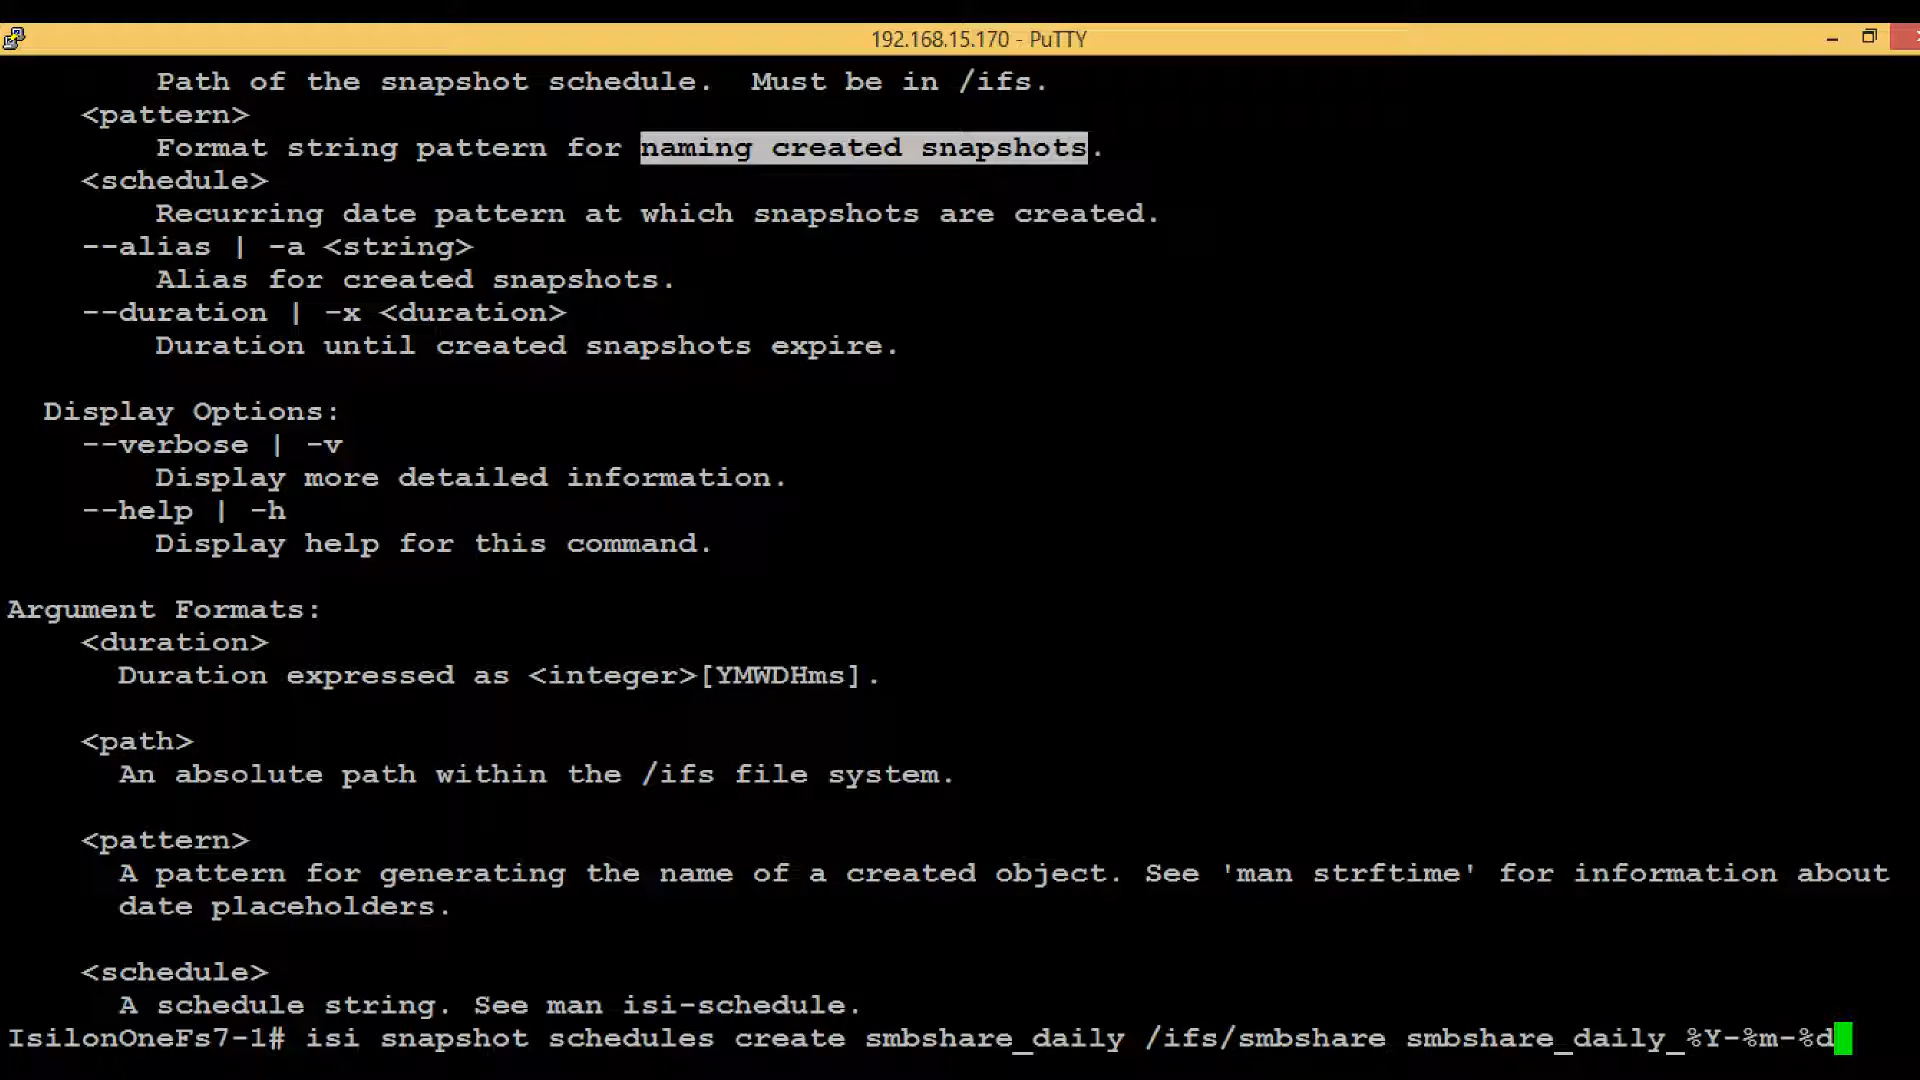 192.168.15.170 - PuTTY
Path of the snapshot schedule.  Must be in /ifs.
<pattern>
Format string pattern for naming created snapshots.
<schedule>
Recurring date pattern at which snapshots are created.
--alias | -a <string>
Alias for created snapshots.
--duration | -x <duration>
Duration until created snapshots expire.
Display Options:
--verbose | -v
Display more detailed information.
--help | -h
Display help for this command.
Argument Formats:
<duration>
Duration expressed as <integer>[YMWDHms].
<path>
An absolute path within the /ifs file system.
<pattern>
A pattern for generating the name of a created object. See 'man strftime' for information about
date placeholders.
<schedule>
A schedule string. See man isi-schedule.
IsilonOneFs7-1# isi snapshot schedules create smbshare_daily /ifs/smbshare smbshare_daily_%Y-%m-%d